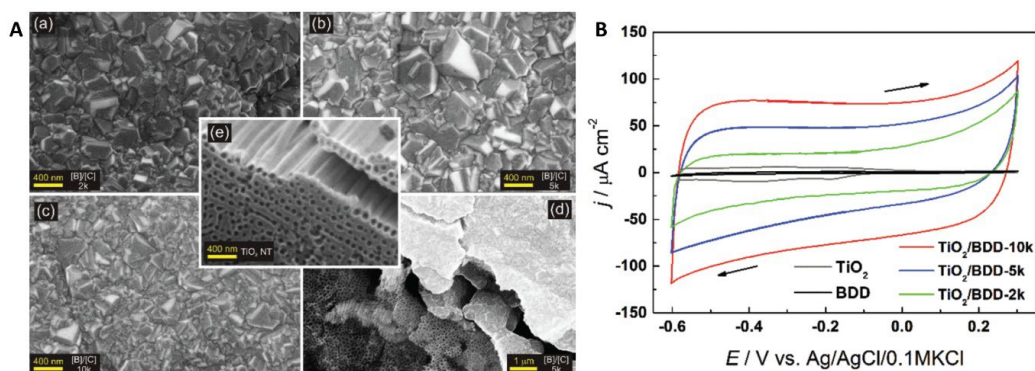 A
(a)
400 nm
[B]/[C]
2k
(b)
400 nm
[B]/[C]
5k
(e)
400 nm
TiO₂ NT
(c)
400 nm
[B]/[C]
10k
(d)
1 µm
[B]/[C]
5k
B
j / µA cm⁻²
150
100
50
0
-50
-100
-150
TiO₂
BDD
TiO₂/BDD-10k
TiO₂/BDD-5k
TiO₂/BDD-2k
-0.6
-0.4
-0.2
0.0
0.2
E / V vs. Ag/AgCl/0.1MKCl